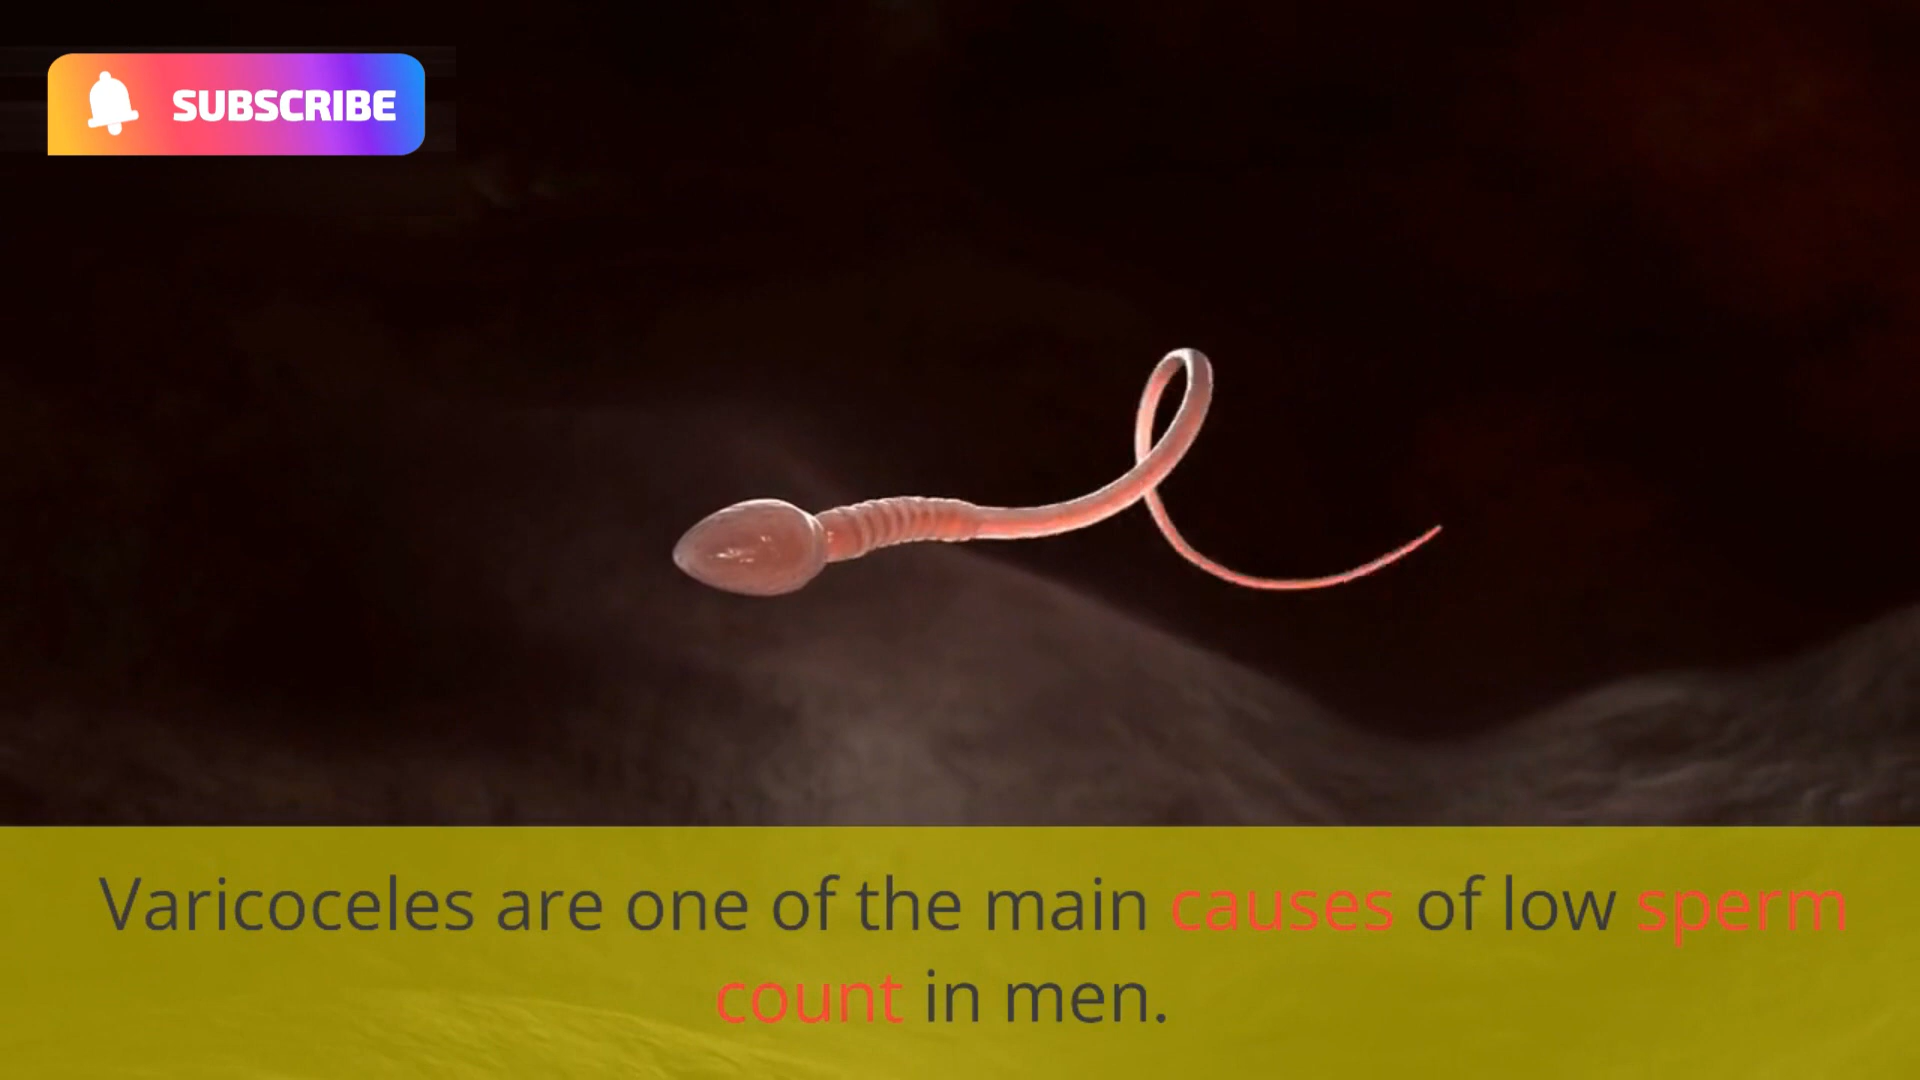 SUBSCRIBE
Varicoceles are one of the main causes of low sperm
count in men.